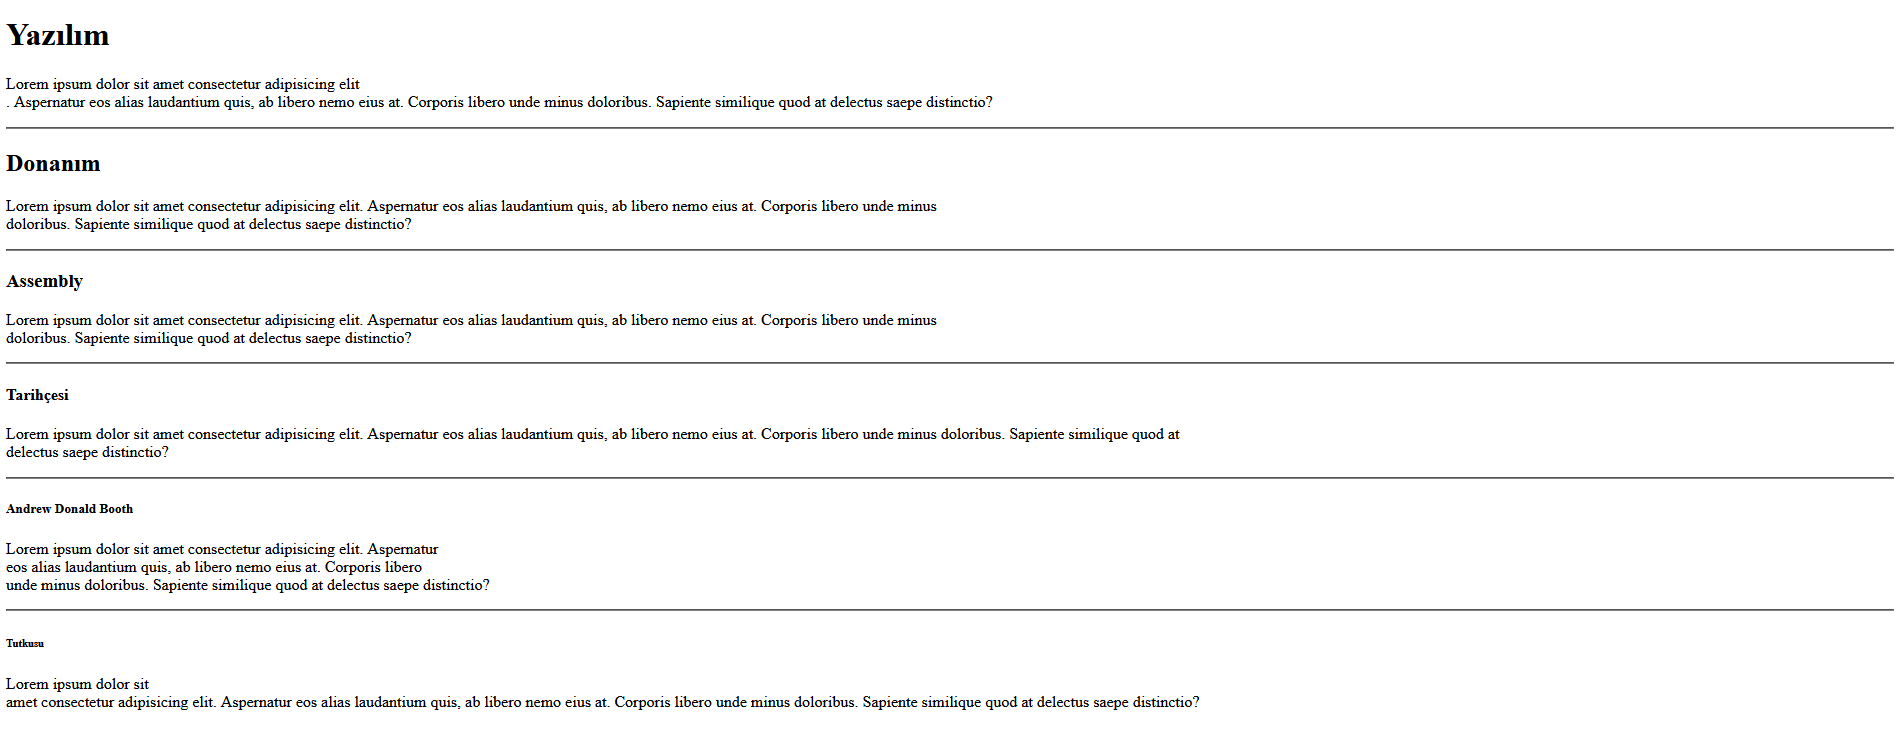 Yazılım
Lorem ipsum dolor sit amet consectetur adipisicing elit
. Aspernatur eos alias laudantium quis, ab libero nemo eius at. Corporis libero unde minus doloribus. Sapiente similique quod at delectus saepe distinctio?
Donanım
Lorem ipsum dolor sit amet consectetur adipisicing elit. Aspernatur eos alias laudantium quis, ab libero nemo eius at. Corporis libero unde minus
doloribus. Sapiente similique quod at delectus saepe distinctio?
Assembly
Lorem ipsum dolor sit amet consectetur adipisicing elit. Aspernatur eos alias laudantium quis, ab libero nemo eius at. Corporis libero unde minus
doloribus. Sapiente similique quod at delectus saepe distinctio?
Tarihçesi
Lorem ipsum dolor sit amet consectetur adipisicing elit. Aspernatur eos alias laudantium quis, ab libero nemo eius at. Corporis libero unde minus doloribus. Sapiente similique quod at
delectus saepe distinctio?
Andrew Donald Booth
Lorem ipsum dolor sit amet consectetur adipisicing elit. Aspernatur
eos alias laudantium quis, ab libero nemo eius at. Corporis libero
unde minus doloribus. Sapiente similique quod at delectus saepe distinctio?
Tutkusu
Lorem ipsum dolor sit
amet consectetur adipisicing elit. Aspernatur eos alias laudantium quis, ab libero nemo eius at. Corporis libero unde minus doloribus. Sapiente similique quod at delectus saepe distinctio?